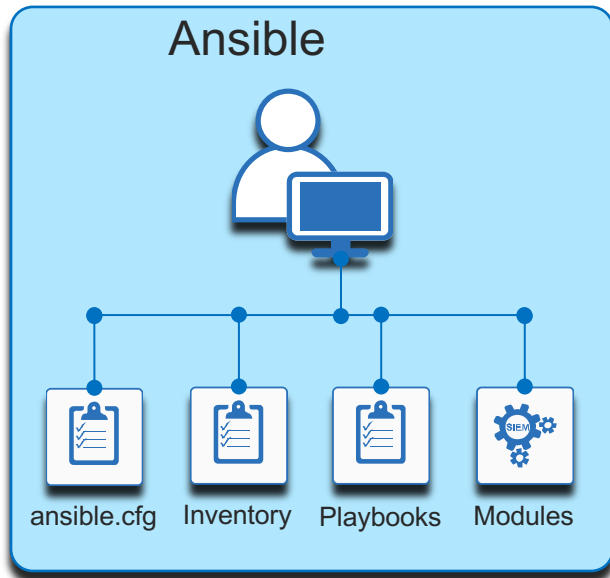 Ansible
SIEM
ansible.cfg
Inventory
Playbooks
Modules